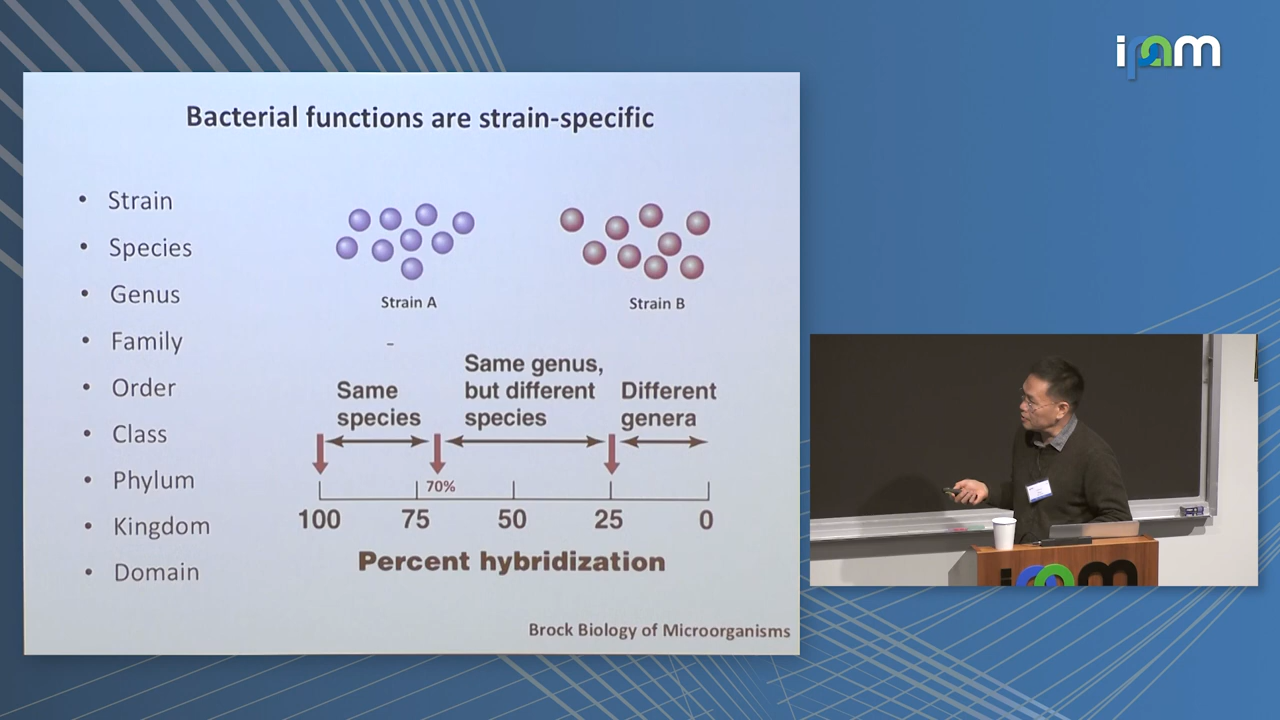 ipam
Bacterial functions are strain-specific
• Strain
• Species
• Genus
• Family
• Order
• Class
• Phylum
• Kingdom
• Domain
Strain A
Strain B
-
Same
species
Same genus,
but different
species
Different
genera
70%
100 75 50 25 0
Percent hybridization
Brock Biology of Microorganisms
ipam